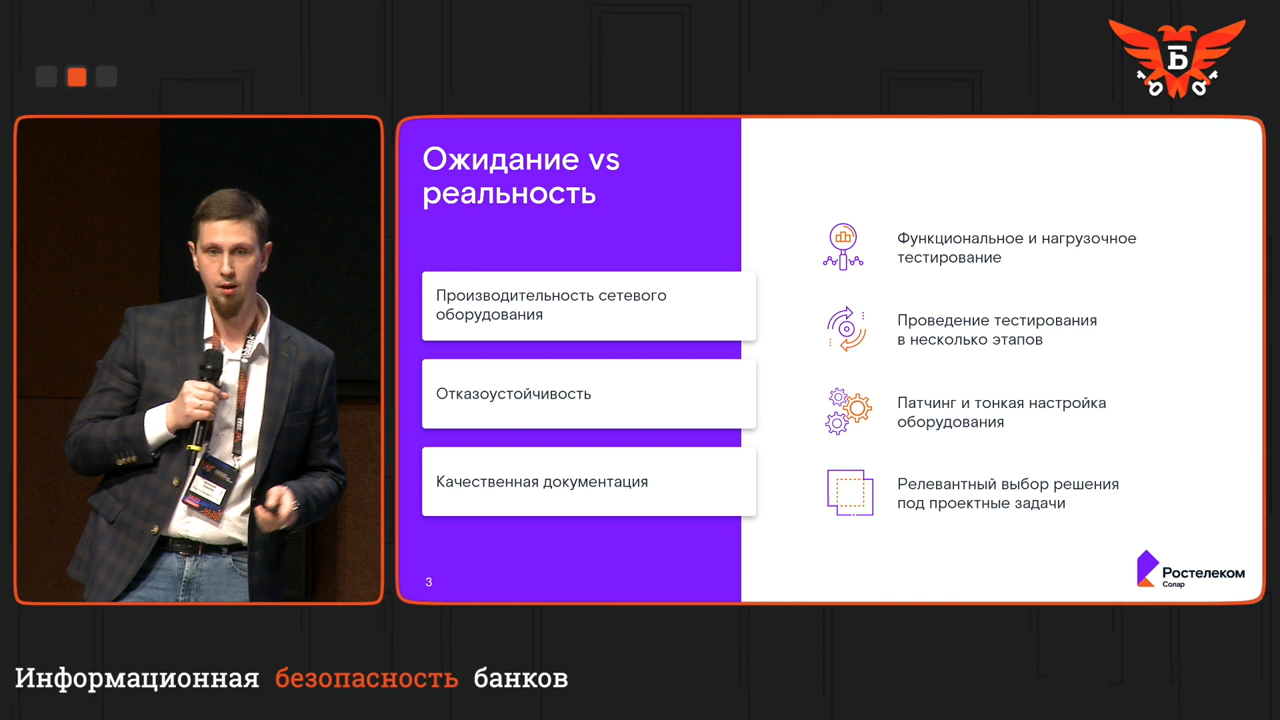 Б
Ожидание vs
реальность
Производительность сетевого
оборудования
Отказоустойчивость
Качественная документация
3
Функциональное и нагрузочное
тестирование
Проведение тестирования
в несколько этапов
Патчинг и тонкая настройка
оборудования
Релевантный выбор решения
под проектные задачи
Ростелеком
Солар
Информационная безопасность банков